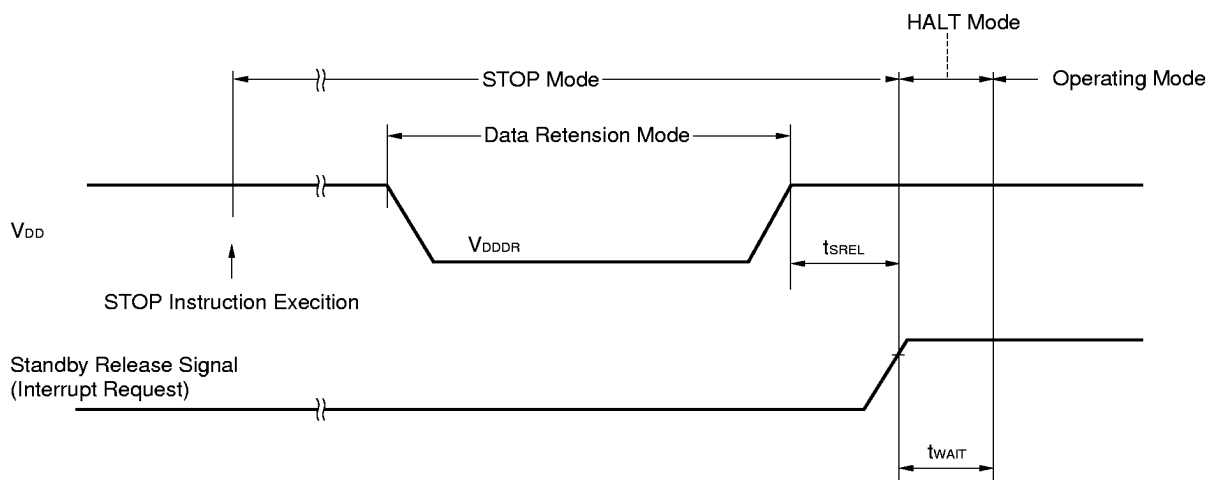 HALT Mode
STOP Mode
Operating Mode
Data Retension Mode
VDD
VDDDR
tSREL
STOP Instruction Execition
Standby Release Signal
(Interrupt Request)
tWAIT